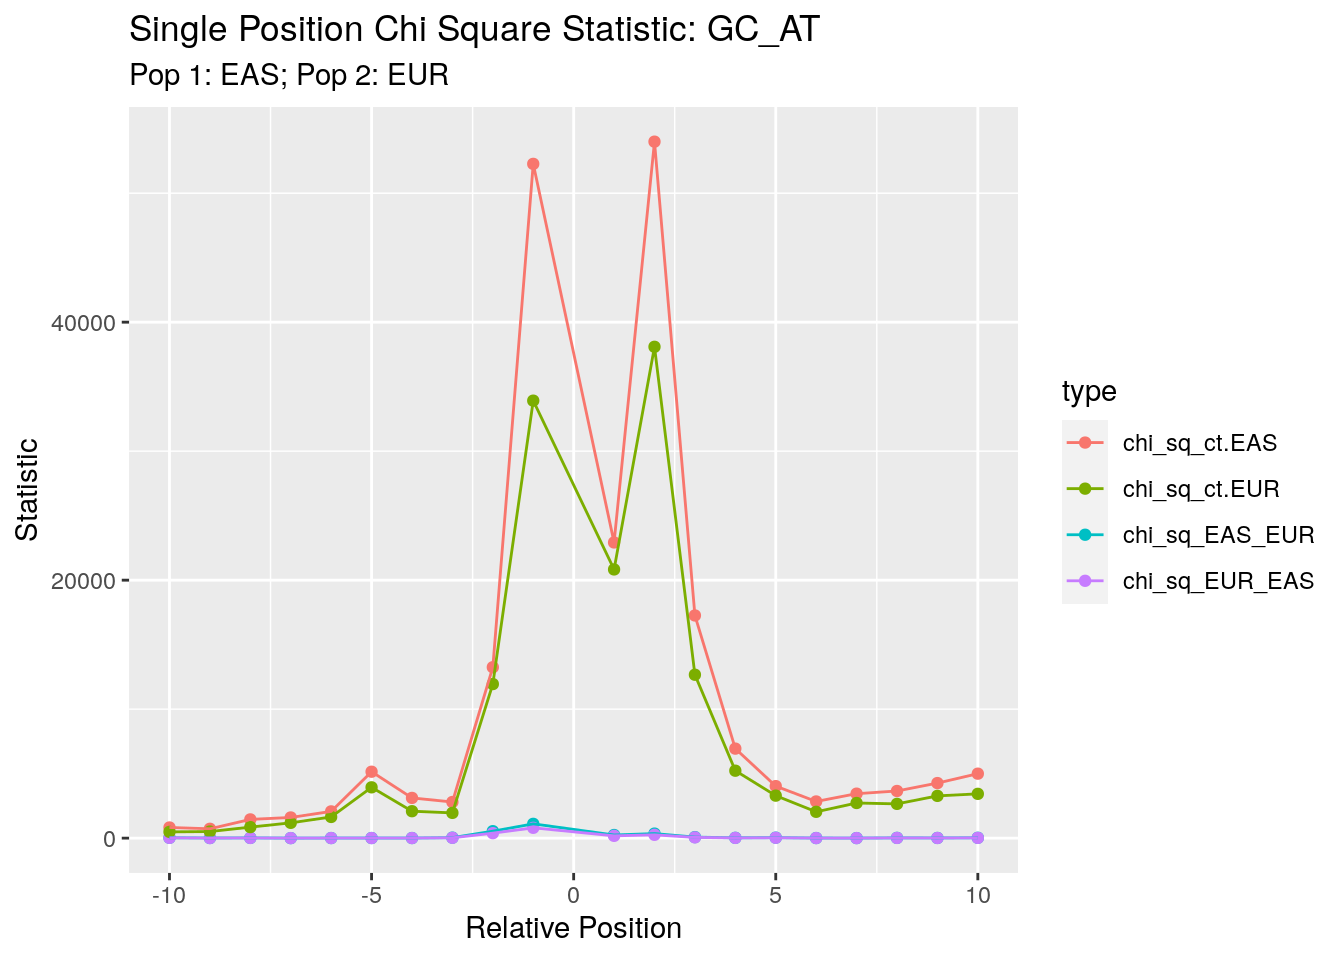 Single Position Chi Square Statistic: GC_AT
Pop 1: EAS; Pop 2: EUR
Statistic
40000
20000
0
-10
-5
0
5
10
Relative Position
type
chi_sq_ct.EAS
chi_sq_ct.EUR
chi_sq_EAS_EUR
chi_sq_EUR_EAS